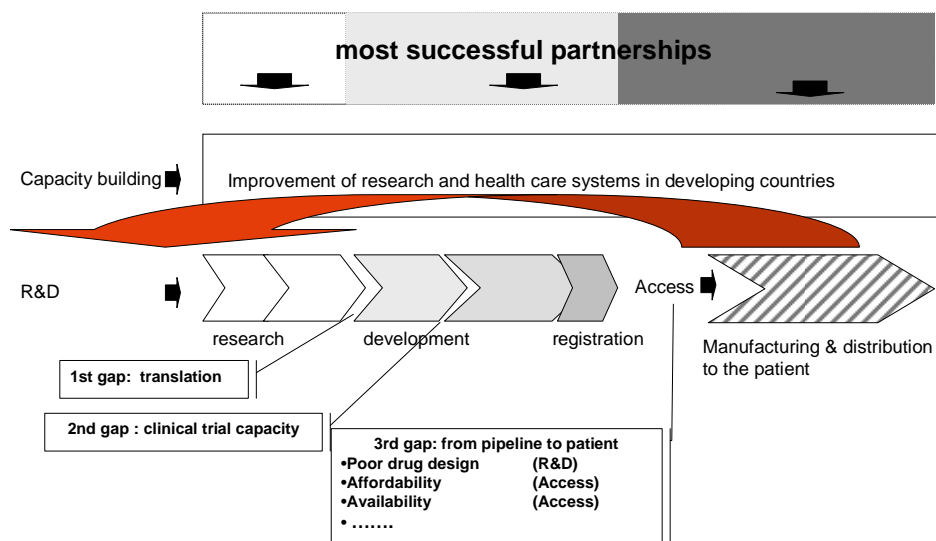 most successful partnerships
Capacity building
Improvement of research and health care systems in developing countries
R&D
Access
research
development
registration
Manufacturing & distribution
to the patient
1st gap: translation
2nd gap : clinical trial capacity
3rd gap: from pipeline to patient
•Poor drug design (R&D)
•Affordability (Access)
•Availability (Access)
• …….